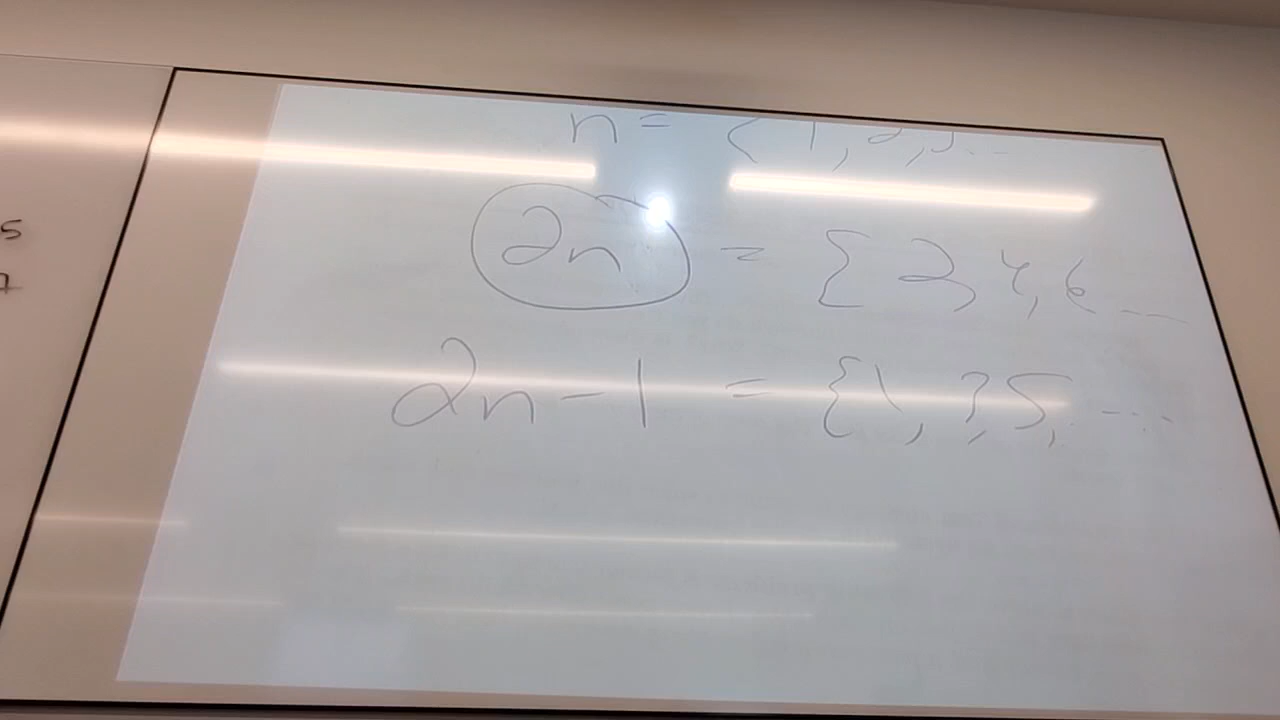 n = { 1, 2, 3...
2n = { 2, 4, 6 ...
2n - 1 = { 1, 3, 5, ...
s